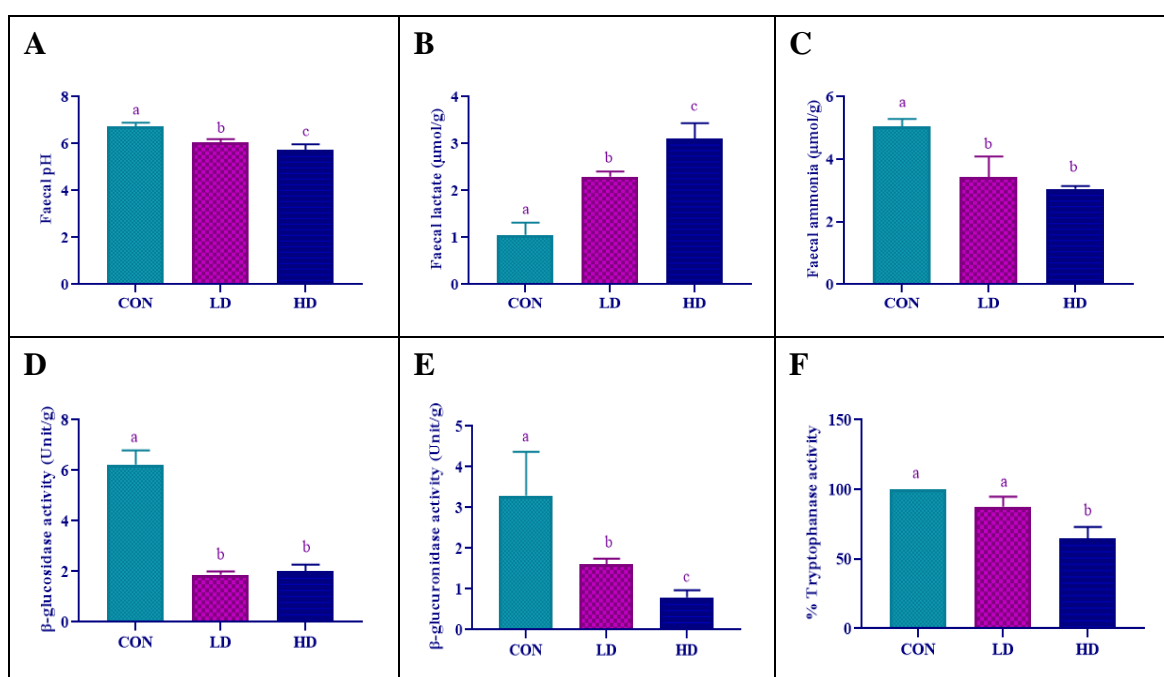 A
Faecal pH
8
6
4
2
0
a
b
c
CON LD HD
B
Faecal lactate (µmol/g)
4
3
2
1
0
a
b
c
CON LD HD
C
Faecal ammonia (µmol/g)
6
4
2
0
a
b
b
CON LD HD
D
β-glucosidase activity (Unit/g)
8
6
4
2
0
a
b
b
CON LD HD
E
β-glucuronidase activity (Unit/g)
5
4
3
2
1
0
a
b
c
CON LD HD
F
% Tryptophanase activity
150
100
50
0
a
a
b
CON LD HD